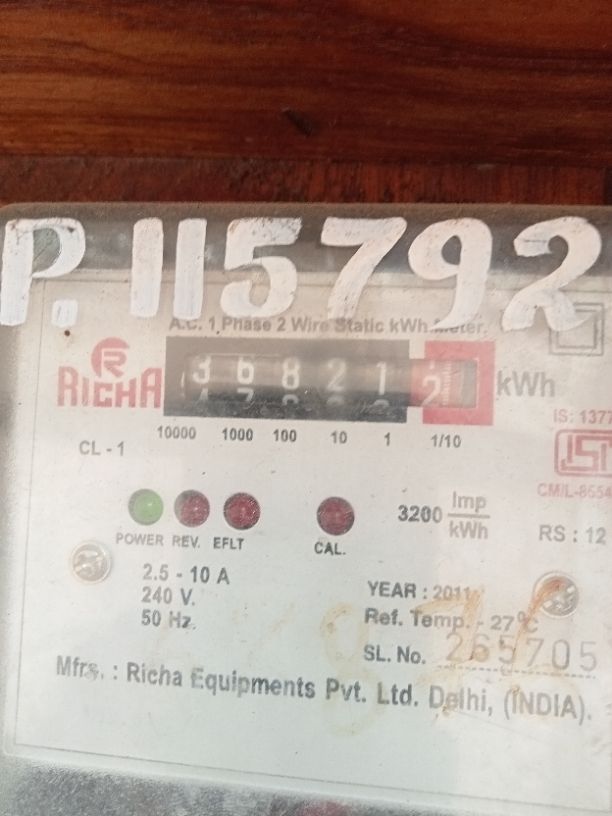 P.115792
A.C. 1 Phase 2 Wire Static kWh Meter.
R
RICHA
3 6 8 2 1 2 kWh
10000 1000 100 10 1 1/10
IS: 1377
CL - 1
ISI
CM/L-8554
3200 Imp/kWh
RS : 12
POWER REV. EFLT CAL.
2.5 - 10 A
240 V.
50 Hz.
YEAR : 2011
Ref. Temp. - 27°C
SL. No. 265705
Mfrs. : Richa Equipments Pvt. Ltd. Delhi, (INDIA).